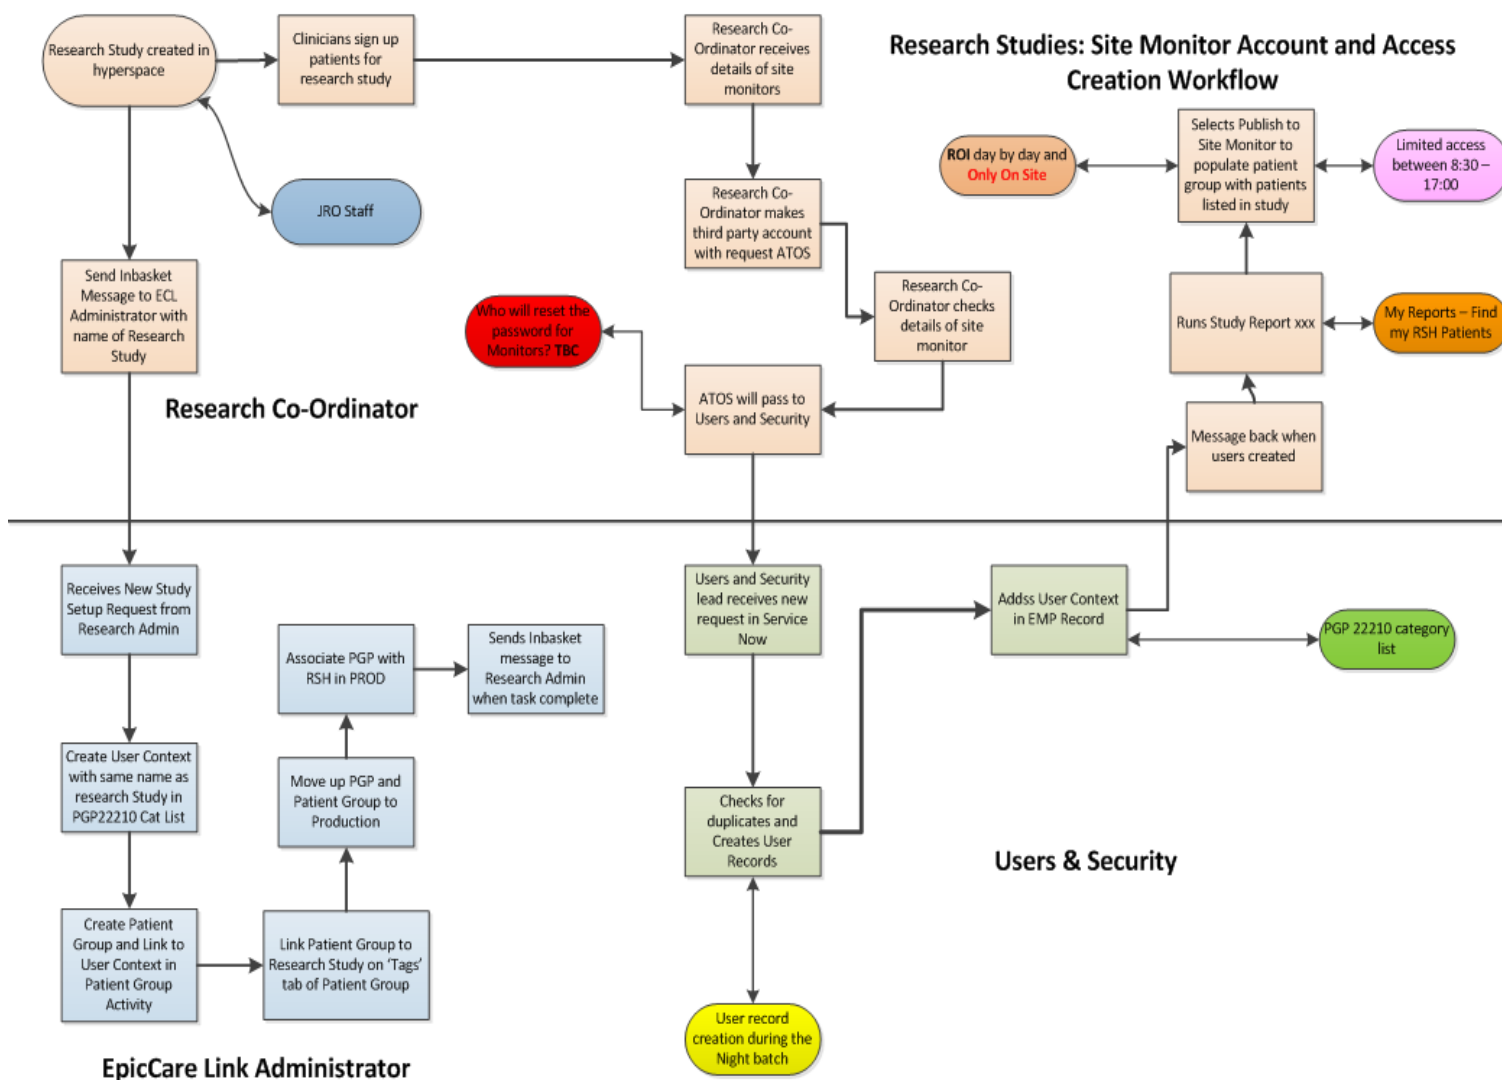 Research Studies: Site Monitor Account and Access
Creation Workflow
Research Study created in
hyperspace
Clinicians sign up
patients for
research study
Research Co-
Ordinator receives
details of site
monitors
Selects Publish to
Site Monitor to
populate patient
group with patients
listed in study
ROI day by day and
Only On Site
Limited access
between 8:30 –
17:00
JRO Staff
Research Co-
Ordinator makes
third party account
with request ATOS
Send Inbasket
Message to ECL
Administrator with
name of Research
Study
Research Co-
Ordinator checks
details of site
monitor
Who will reset the
password for
Monitors? TBC
Runs Study Report xxx
My Reports – Find
my RSH Patients
ATOS will pass to
Users and Security
Message back when
users created
Research Co-Ordinator
Receives New Study
Setup Request from
Research Admin
Associate PGP with
RSH in PROD
Sends Inbasket
message to
Research Admin
when task complete
Users and Security
lead receives new
request in Service
Now
Addss User Context
in EMP Record
PGP 22210 category
list
Create User Context
with same name as
research Study in
PGP22210 Cat List
Move up PGP and
Patient Group to
Production
Checks for
duplicates and
Creates User
Records
Users & Security
Create Patient
Group and Link to
User Context in
Patient Group
Activity
Link Patient Group to
Research Study on ‘Tags’
tab of Patient Group
User record
creation during the
Night batch
EpicCare Link Administrator